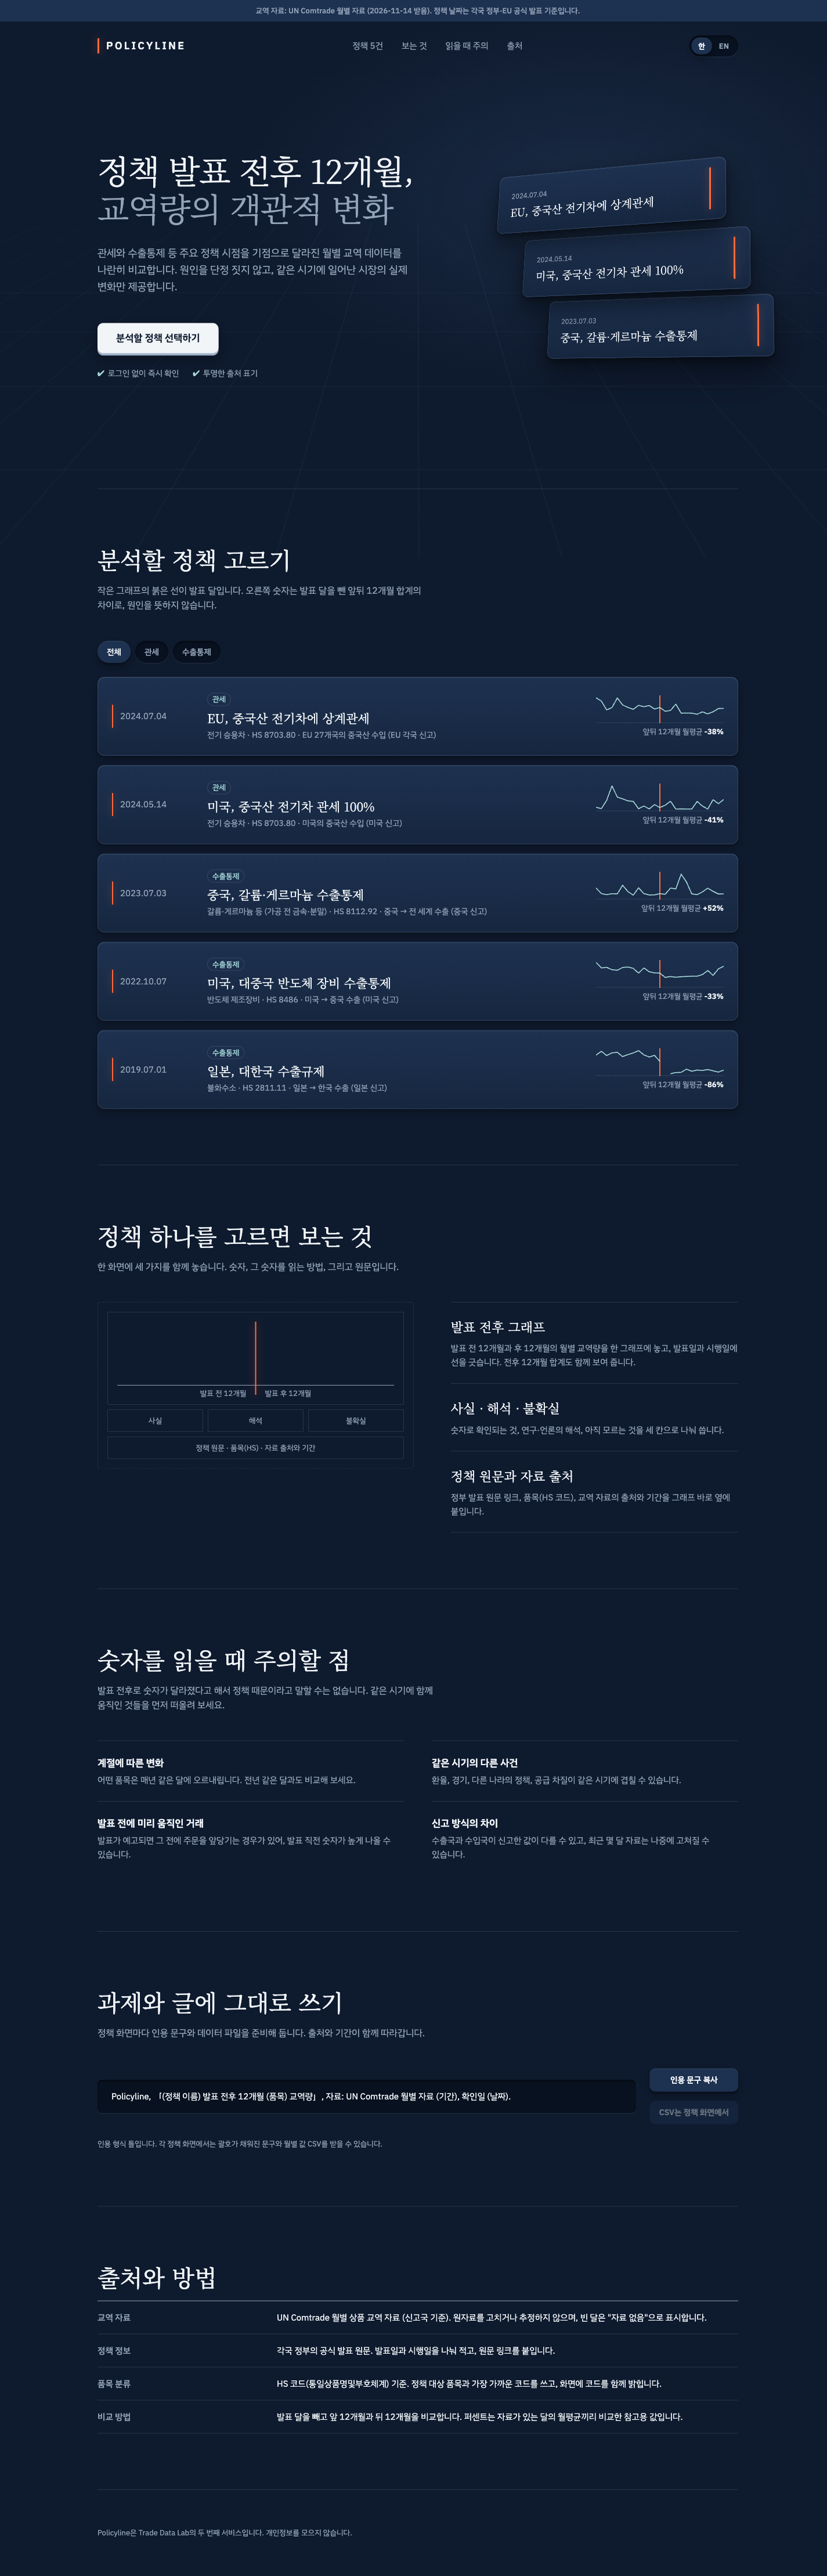 교역 자료: UN Comtrade 월별 자료 (2026-11-14 받음). 정책 날짜는 각국 정부·EU 공식 발표 기준입니다.
POLICYLINE
정책 5건
보는 것
읽을 때 주의
출처
한
EN
정책 발표 전후 12개월,
교역량의 객관적 변화
관세와 수출통제 등 주요 정책 시점을 기점으로 달라진 월별 교역 데이터를
나란히 비교합니다. 원인을 단정 짓지 않고, 같은 시기에 일어난 시장의 실제
변화만 제공합니다.
분석할 정책 선택하기
✔ 로그인 없이 즉시 확인
✔ 투명한 출처 표기
2024.07.04
EU, 중국산 전기차에 상계관세
2024.05.14
미국, 중국산 전기차 관세 100%
2023.07.03
중국, 갈륨·게르마늄 수출통제
분석할 정책 고르기
작은 그래프의 붉은 선이 발표 달입니다. 오른쪽 숫자는 발표 달을 뺀 앞뒤 12개월 합계의
차이로, 원인을 뜻하지 않습니다.
전체
관세
수출통제
2024.07.04
관세
EU, 중국산 전기차에 상계관세
전기 승용차 · HS 8703.80 · EU 27개국의 중국산 수입 (EU 각국 신고)
앞뒤 12개월 월평균 -38%
2024.05.14
관세
미국, 중국산 전기차 관세 100%
전기 승용차 · HS 8703.80 · 미국의 중국산 수입 (미국 신고)
앞뒤 12개월 월평균 -41%
2023.07.03
수출통제
중국, 갈륨·게르마늄 수출통제
갈륨·게르마늄 등 (가공 전 금속·분말) · HS 8112.92 · 중국 → 전 세계 수출 (중국 신고)
앞뒤 12개월 월평균 +52%
2022.10.07
수출통제
미국, 대중국 반도체 장비 수출통제
반도체 제조장비 · HS 8486 · 미국 → 중국 수출 (미국 신고)
앞뒤 12개월 월평균 -33%
2019.07.01
수출통제
일본, 대한국 수출규제
불화수소 · HS 2811.11 · 일본 → 한국 수출 (일본 신고)
앞뒤 12개월 월평균 -86%
정책 하나를 고르면 보는 것
한 화면에 세 가지를 함께 놓습니다. 숫자, 그 숫자를 읽는 방법, 그리고 원문입니다.
발표 전 12개월
발표 후 12개월
사실
해석
불확실
정책 원문 · 품목(HS) · 자료 출처와 기간
발표 전후 그래프
발표 전 12개월과 후 12개월의 월별 교역량을 한 그래프에 놓고, 발표일과 시행일에
선을 긋습니다. 전후 12개월 합계도 함께 보여 줍니다.
사실 · 해석 · 불확실
숫자로 확인되는 것, 연구·언론의 해석, 아직 모르는 것을 세 칸으로 나눠 씁니다.
정책 원문과 자료 출처
정부 발표 원문 링크, 품목(HS 코드), 교역 자료의 출처와 기간을 그래프 바로 옆에
붙입니다.
숫자를 읽을 때 주의할 점
발표 전후로 숫자가 달라졌다고 해서 정책 때문이라고 말할 수는 없습니다. 같은 시기에 함께
움직인 것들을 먼저 떠올려 보세요.
계절에 따른 변화
어떤 품목은 매년 같은 달에 오르내립니다. 전년 같은 달과도 비교해 보세요.
같은 시기의 다른 사건
환율, 경기, 다른 나라의 정책, 공급 차질이 같은 시기에 겹칠 수 있습니다.
발표 전에 미리 움직인 거래
발표가 예고되면 그 전에 주문을 앞당기는 경우가 있어, 발표 직전 숫자가 높게 나올 수
있습니다.
신고 방식의 차이
수출국과 수입국이 신고한 값이 다를 수 있고, 최근 몇 달 자료는 나중에 고쳐질 수
있습니다.
과제와 글에 그대로 쓰기
정책 화면마다 인용 문구와 데이터 파일을 준비해 둡니다. 출처와 기간이 함께 따라갑니다.
Policyline, 「(정책 이름) 발표 전후 12개월 (품목) 교역량」, 자료: UN Comtrade 월별 자료 (기간), 확인일 (날짜).
인용 문구 복사
CSV는 정책 화면에서
인용 형식 틀입니다. 각 정책 화면에서는 괄호가 채워진 문구와 월별 값 CSV를 받을 수 있습니다.
출처와 방법
교역 자료
UN Comtrade 월별 상품 교역 자료 (신고국 기준). 원자료를 고치거나 추정하지 않으며, 빈 달은 "자료 없음"으로 표시합니다.
정책 정보
각국 정부의 공식 발표 원문. 발표일과 시행일을 나눠 적고, 원문 링크를 붙입니다.
품목 분류
HS 코드(통일상품명및부호체계) 기준. 정책 대상 품목과 가장 가까운 코드를 쓰고, 화면에 코드를 함께 밝힙니다.
비교 방법
발표 달을 빼고 앞 12개월과 뒤 12개월을 비교합니다. 퍼센트는 자료가 있는 달의 월평균끼리 비교한 참고용 값입니다.
Policyline은 Trade Data Lab의 두 번째 서비스입니다. 개인정보를 모으지 않습니다.